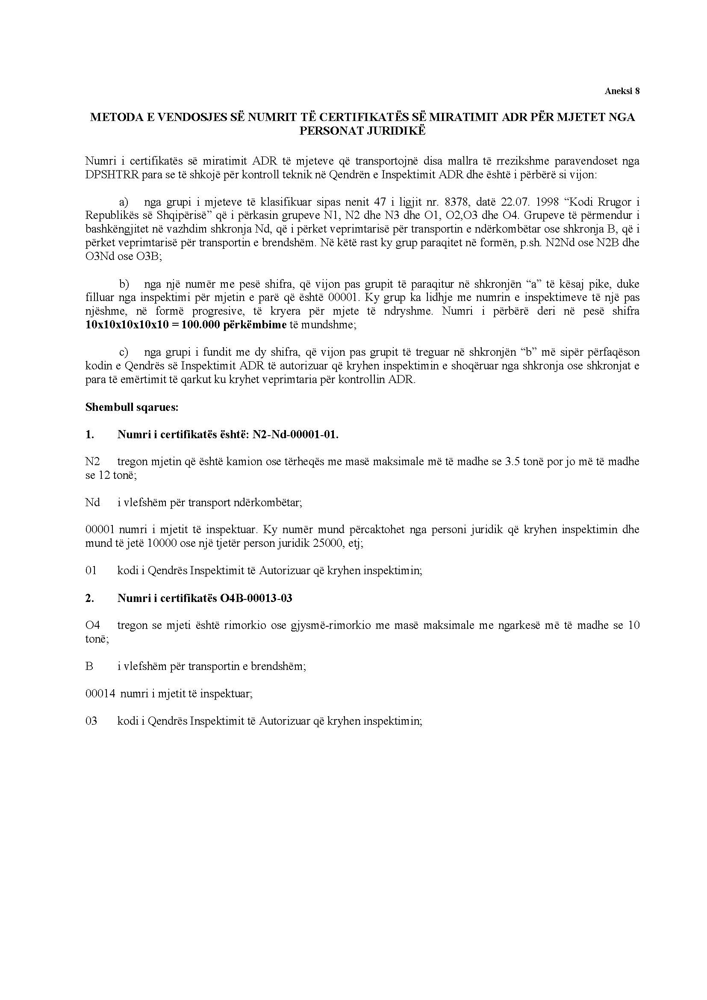 Aneksi 8
METODA E VENDOSJES SË NUMRIT TË CERTIFIKATËS SË MIRATIMIT ADR PËR MJETET NGA
PERSONAT JURIDIKË
Numri i certifikatës së miratimit ADR të mjeteve që transportojnë disa mallra të rrezikshme paravendoset nga
DPSHTRR para se të shkojë për kontroll teknik në Qendrën e Inspektimit ADR dhe është i përbërë si vijon:
a) nga grupi i mjeteve të klasifikuar sipas nenit 47 i ligjit nr. 8378, datë 22.07. 1998 “Kodi Rrugor i
Republikës së Shqipërisë” që i përkasin grupeve N1, N2 dhe N3 dhe O1, O2,O3 dhe O4. Grupeve të përmendur i
bashkëngjitet në vazhdim shkronja Nd, që i përket veprimtarisë për transportin e ndërkombëtar ose shkronja B, që i
përket veprimtarisë për transportin e brendshëm. Në këtë rast ky grup paraqitet në formën, p.sh. N2Nd ose N2B dhe
O3Nd ose O3B;
b) nga një numër me pesë shifra, që vijon pas grupit të paraqitur në shkronjën “a” të kësaj pike, duke
filluar nga inspektimi për mjetin e parë që është 00001. Ky grup ka lidhje me numrin e inspektimeve të një pas
njëshme, në formë progresive, të kryera për mjete të ndryshme. Numri i përbërë deri në pesë shifra
10x10x10x10x10 = 100.000 përkëmbime të mundshme;
c) nga grupi i fundit me dy shifra, që vijon pas grupit të treguar në shkronjën “b” më sipër përfaqëson
kodin e Qendrës së Inspektimit ADR të autorizuar që kryhen inspektimin e shoqëruar nga shkronja ose shkronjat e
para të emërtimit të qarkut ku kryhet veprimtaria për kontrollin ADR.
Shembull sqarues:
1. Numri i certifikatës është: N2-Nd-00001-01.
N2 tregon mjetin që është kamion ose tërheqës me masë maksimale më të madhe se 3.5 tonë por jo më të madhe
se 12 tonë;
Nd i vlefshëm për transport ndërkombëtar;
00001 numri i mjetit të inspektuar. Ky numër mund përcaktohet nga personi juridik që kryhen inspektimin dhe
mund të jetë 10000 ose një tjetër person juridik 25000, etj;
01 kodi i Qendrës Inspektimit të Autorizuar që kryhen inspektimin;
2. Numri i certifikatës O4B-00013-03
O4 tregon se mjeti është rimorkio ose gjysmë-rimorkio me masë maksimale me ngarkesë më të madhe se 10
tonë;
B i vlefshëm për transportin e brendshëm;
00014 numri i mjetit të inspektuar;
03 kodi i Qendrës Inspektimit të Autorizuar që kryhen inspektimin;